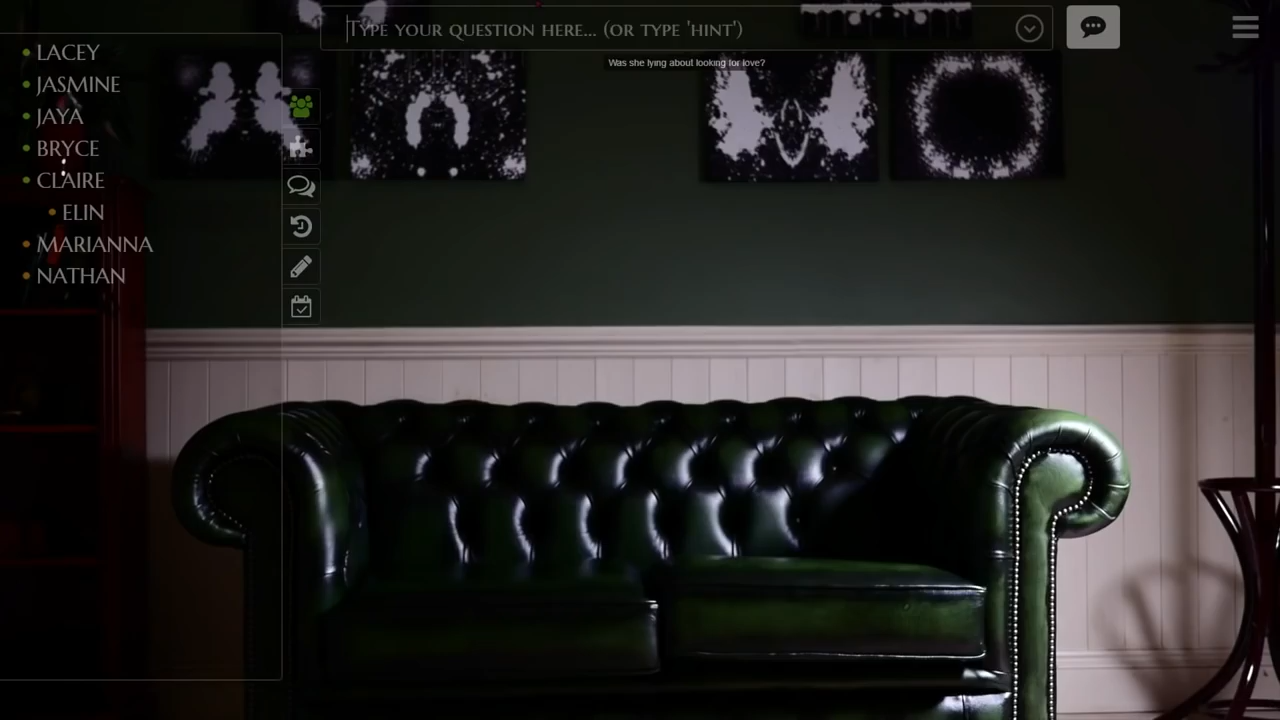 Type your question here... (or type 'hint')
Was she lying about looking for love?
LACEY
JASMINE
JAYA
BRYCE
CLAIRE
ELIN
MARIANNA
NATHAN